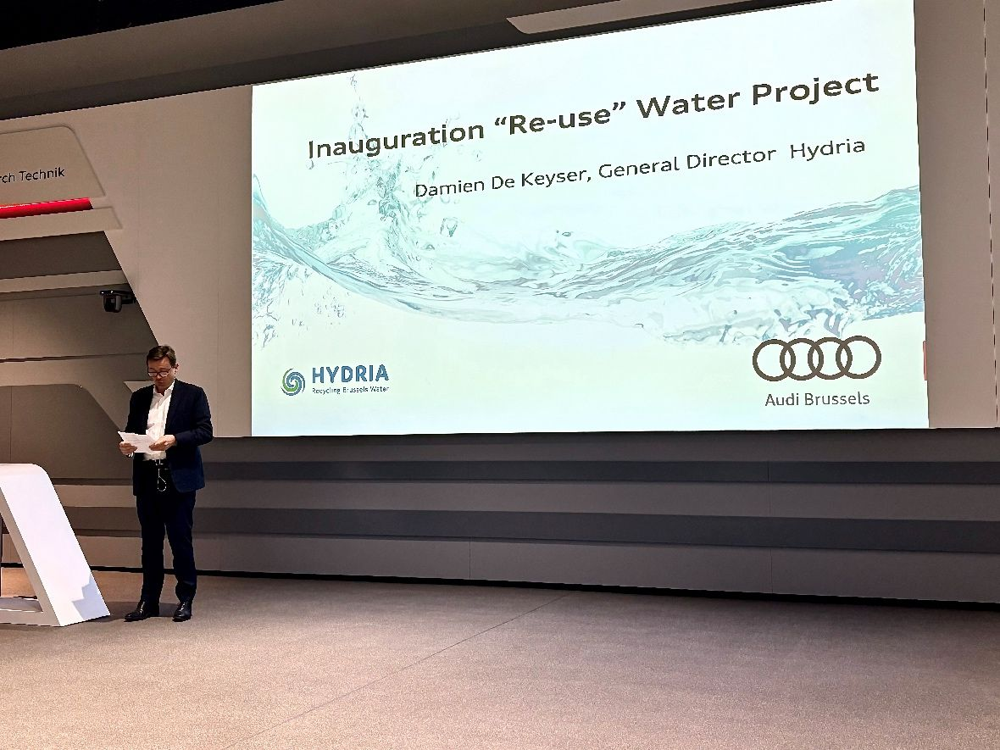 Inauguration “Re-use” Water Project
Damien De Keyser, General Director Hydria
rch Technik
HYDRIA
Recycling Brussels Water
Audi Brussels